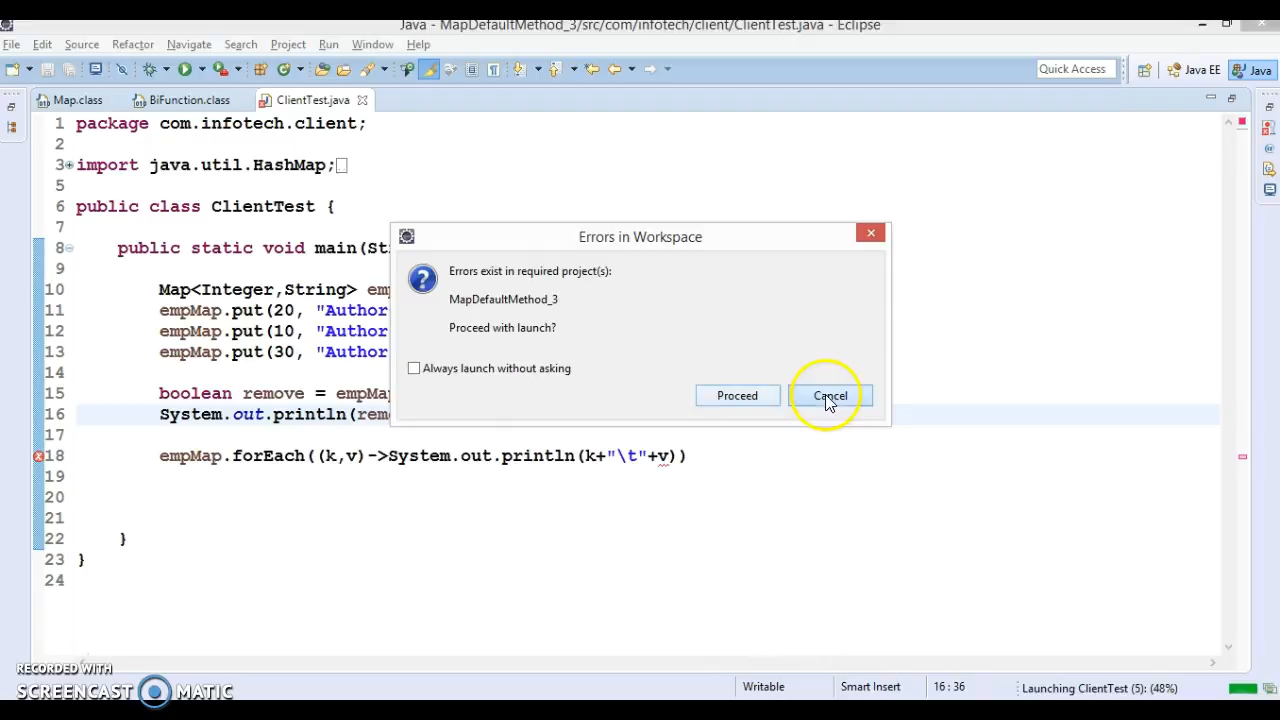 Java - MapDefaultMethod_3/src/com/infotech/client/ClientTest.java - Eclipse
File Edit Source Refactor Navigate Search Project Run Window Help
Quick Access Java EE Java
Map.class BiFunction.class ClientTest.java
1 package com.infotech.client;
2
3 import java.util.HashMap;
5
6 public class ClientTest {
7
8 public static void main(St
9
10 Map<Integer,String> emp
11 empMap.put(20, "Author
12 empMap.put(10, "Author
13 empMap.put(30, "Author
14
15 boolean remove = empMap
16 System.out.println(rem
17
18 empMap.forEach((k,v)->System.out.println(k+"\t"+v))
19
20
21
22 }
23 }
24
Errors in Workspace
Errors exist in required project(s):
MapDefaultMethod_3
Proceed with launch?
Always launch without asking
Proceed Cancel
RECORDED WITH
SCREENCAST MATIC
Writable Smart Insert 16 : 36 Launching ClientTest (5): (48%)